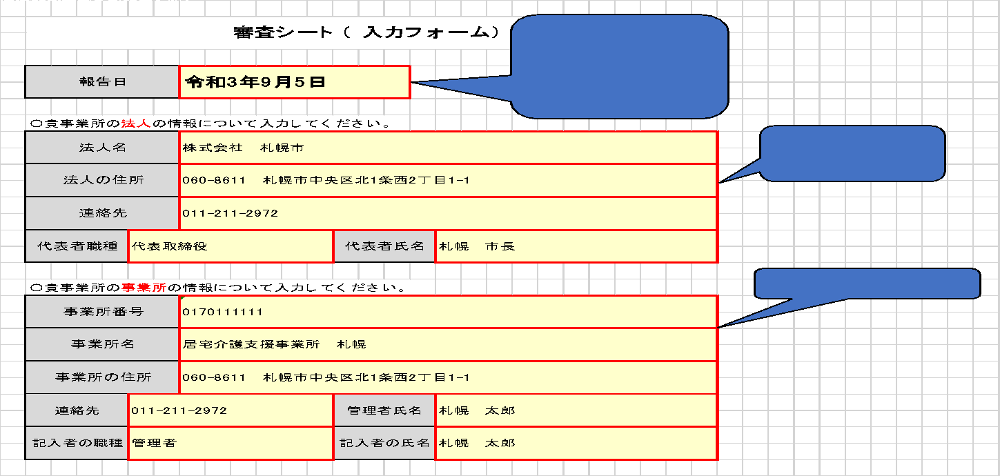 審査シート（ 入力フォーム）
報告日 令和3年9月5日
○貴事業所の法人の情報について入力してください。
法人名 株式会社　札幌市
法人の住所 060-8611　札幌市中央区北1条西2丁目1-1
連絡先 011-211-2972
代表者職種 代表取締役 代表者氏名 札幌　市長
○貴事業所の事業所の情報について入力してください。
事業所番号 0170111111
事業所名 居宅介護支援事業所　札幌
事業所の住所 060-8611　札幌市中央区北1条西2丁目1-1
連絡先 011-211-2972 管理者氏名 札幌　太郎
記入者の職種 管理者 記入者の氏名 札幌　太郎